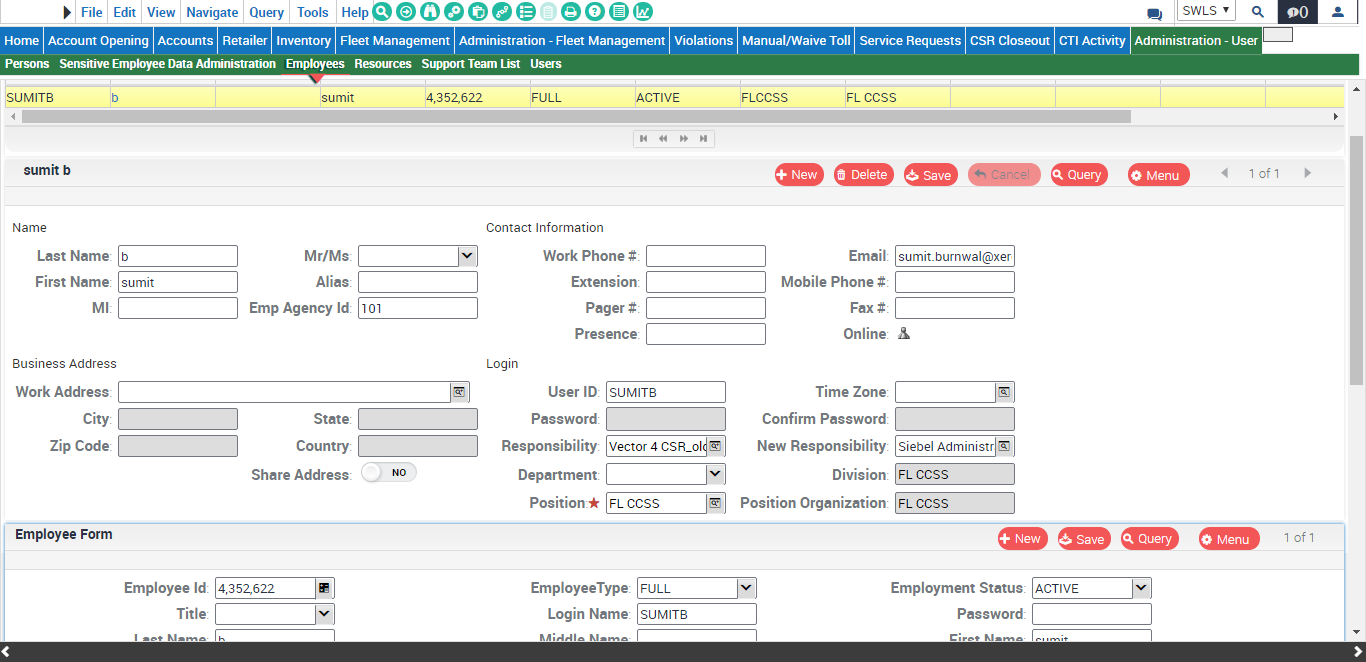 File Edit View Navigate Query Tools Help SWLS 0
Home Account Opening Accounts Retailer Inventory Fleet Management Administration - Fleet Management Violations Manual/Waive Toll Service Requests CSR Closeout CTI Activity Administration - User
Persons Sensitive Employee Data Administration Employees Resources Support Team List Users
SUMITB b sumit 4,352,622 FULL ACTIVE FLCCSS FL CCSS
sumit b New Delete Save Cancel Query Menu 1 of 1
Name Contact Information
Last Name: b Mr/Ms: Work Phone #: Email: sumit.burnwal@xer
First Name: sumit Alias: Extension: Mobile Phone #:
MI: Emp Agency Id: 101 Pager #: Fax #:
Presence: Online:
Business Address Login
Work Address: User ID: SUMITB Time Zone:
City: State: Password: Confirm Password:
Zip Code: Country: Responsibility: Vector 4 CSR_old New Responsibility: Siebel Administr
Share Address: NO Department: Division: FL CCSS
Position:★ FL CCSS Position Organization: FL CCSS
Employee Form New Save Query Menu 1 of 1
Employee Id: 4,352,622 EmployeeType: FULL Employment Status: ACTIVE
Title: Login Name: SUMITB Password:
Last Name: b Middle Name: First Name: sumit